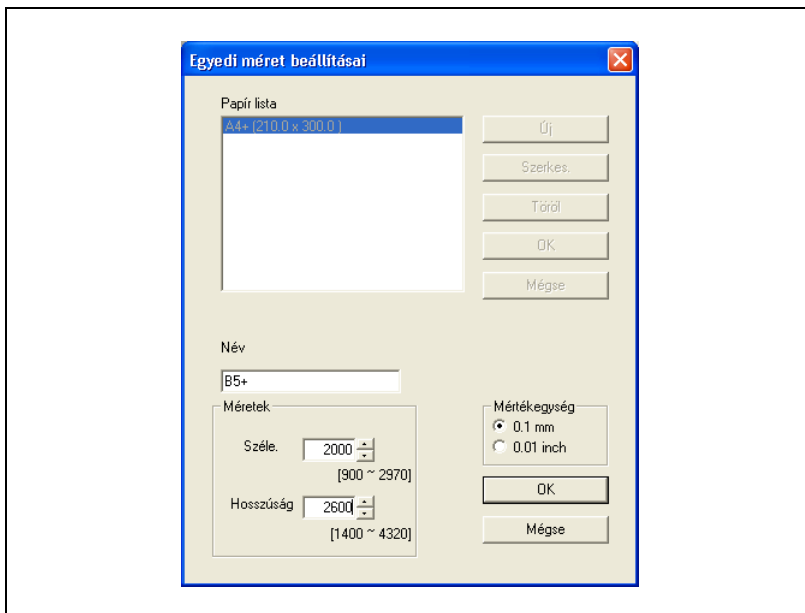 Egyedi méret beállításai
Papír lista
A4+ (210.0 x 300.0 )
Új
Szerkes.
Töröl
OK
Mégse
Név
B5+
Méretek
Széle. 2000
[900 ~ 2970]
Hosszúság 2600
[1400 ~ 4320]
Mértékegység
0.1 mm
0.01 inch
OK
Mégse